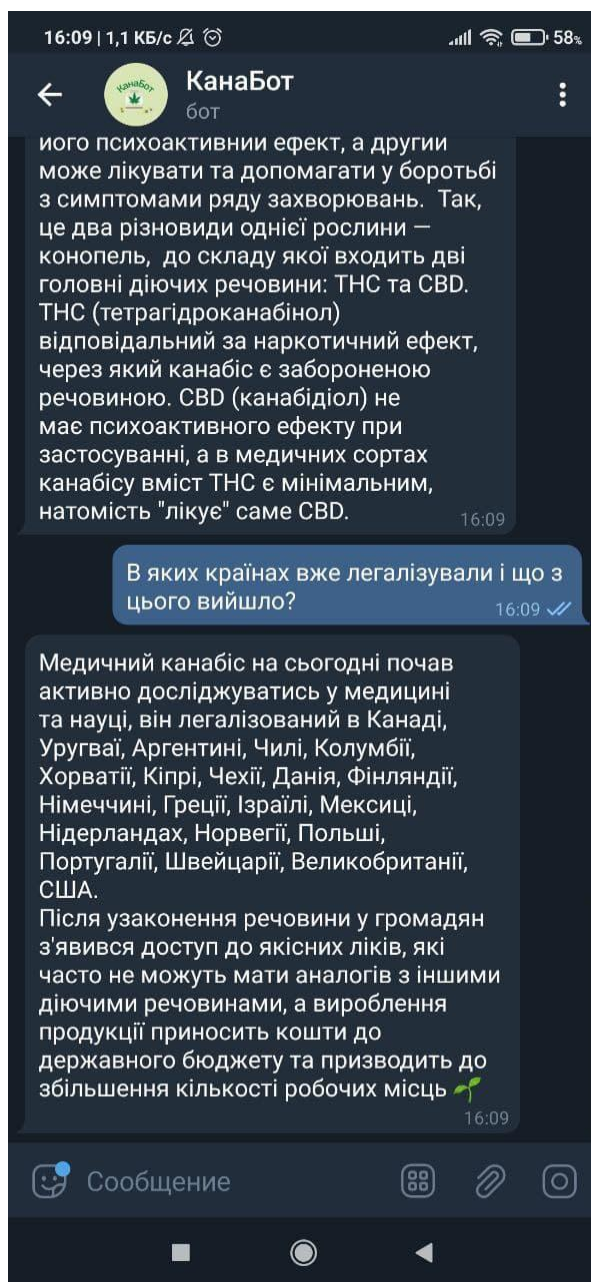 16:09 | 1,1 КБ/с
58%
КанаБот
КанаБот
бот
його психоактивний ефект, а другий
може лікувати та допомагати у боротьбі
з симптомами ряду захворювань.  Так,
це два різновиди однієї рослини —
конопель,  до складу якої входить дві
головні діючих речовини: THC та CBD.
THC (тетрагідроканабінол)
відповідальний за наркотичний ефект,
через який канабіс є забороненою
речовиною. CBD (канабідіол) не
має психоактивного ефекту при
застосуванні, а в медичних сортах
канабісу вміст THC є мінімальним,
натомість "лікує" саме CBD.
16:09
В яких країнах вже легалізували і що з
цього вийшло?
16:09
Медичний канабіс на сьогодні почав
активно досліджуватись у медицині
та науці, він легалізований в Канаді,
Уругваї, Аргентині, Чилі, Колумбії,
Хорватії, Кіпрі, Чехії, Данія, Фінляндії,
Німеччині, Греції, Ізраїлі, Мексиці,
Нідерландах, Норвегії, Польші,
Португалії, Швейцарії, Великобританії,
США.
Після узаконення речовини у громадян
з'явився доступ до якісних ліків, які
часто не можуть мати аналогів з іншими
діючими речовинами, а вироблення
продукції приносить кошти до
державного бюджету та призводить до
збільшення кількості робочих місць 🌱
16:09
Сообщение